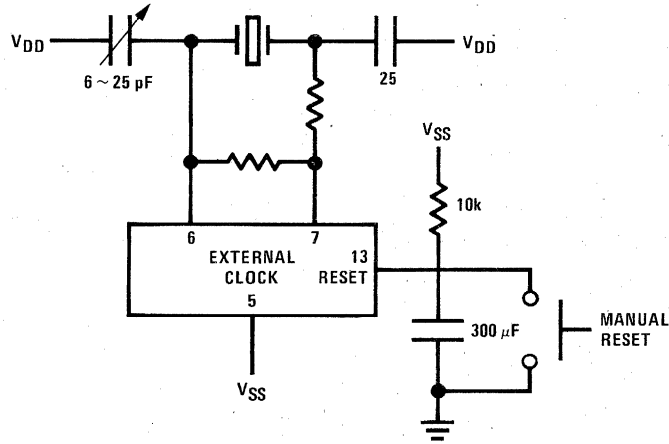 VDD
6 ~ 25 pF
25
VDD
VSS
10k
6
7
EXTERNAL
CLOCK
13
RESET
5
300 μF
MANUAL
RESET
VSS